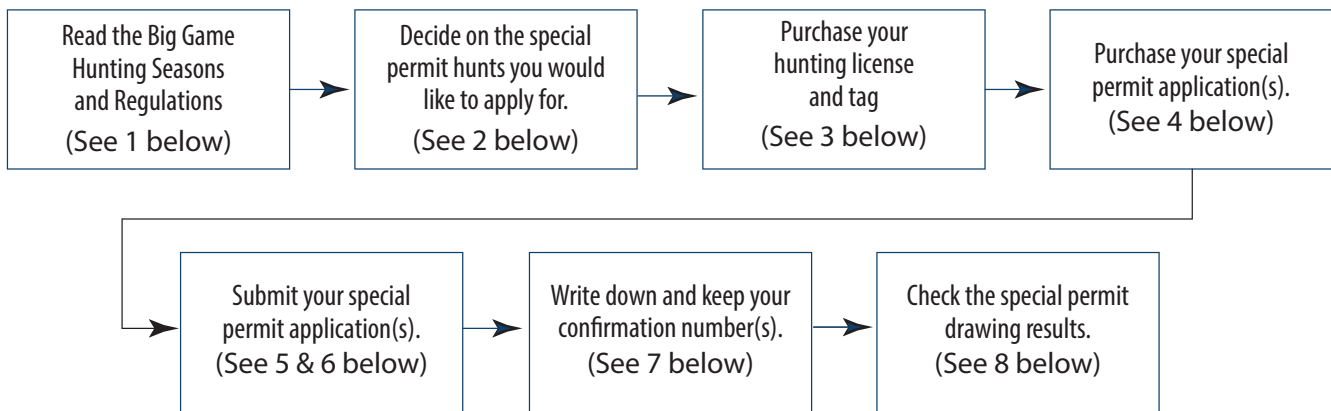 Read the Big Game
Hunting Seasons
and Regulations
(See 1 below)
Decide on the special
permit hunts you would
like to apply for.
(See 2 below)
Purchase your
hunting license
and tag
(See 3 below)
Purchase your special
permit application(s).
(See 4 below)
Submit your special
permit application(s).
(See 5 & 6 below)
Write down and keep your
confirmation number(s).
(See 7 below)
Check the special permit
drawing results.
(See 8 below)